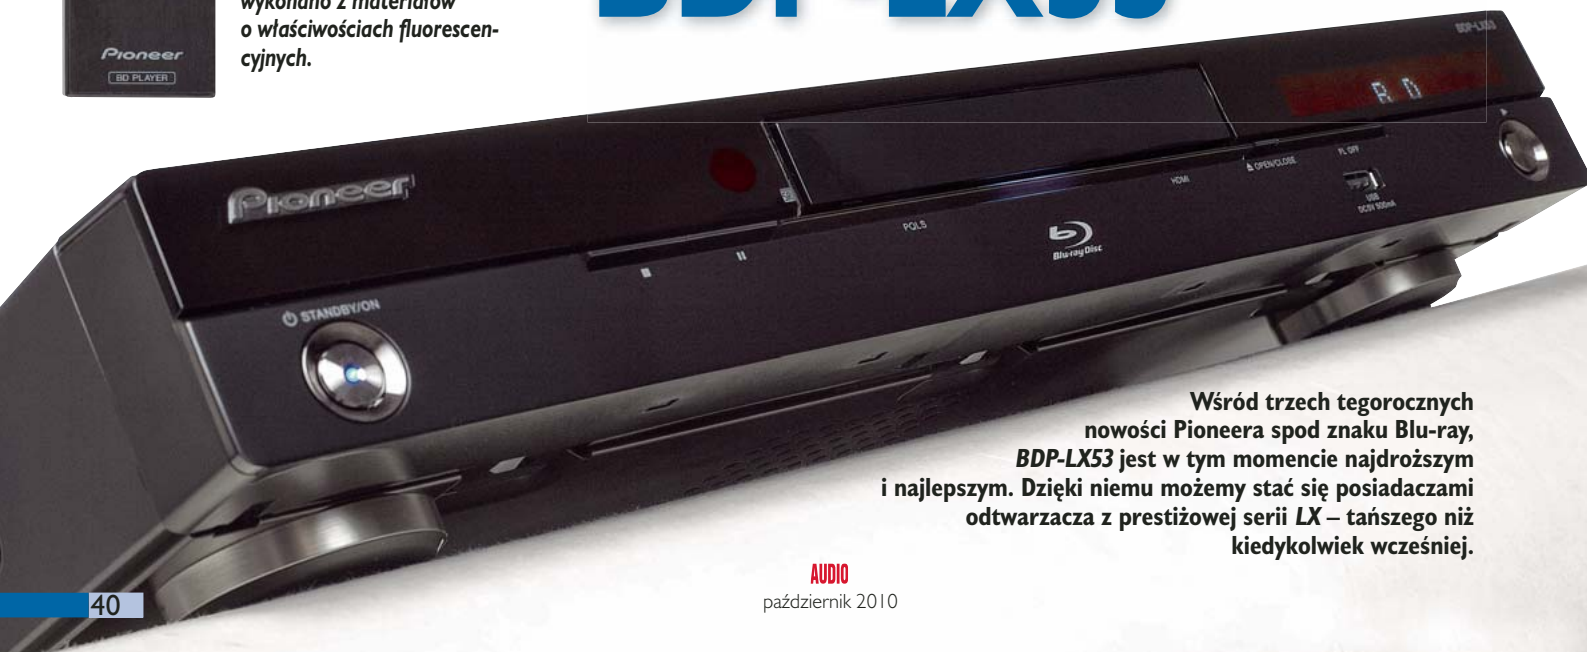 wykonano z materiałów
o właściwościach fluorescen-
cyjnych.
Pioneer
BD PLAYER
BDP-LX53
BDP-LX53
Pioneer
STANDBY/ON
PQLS
Blu-ray Disc
HDMI
OPEN/CLOSE
FL OFF
USB
DC5V 500mA
Wśród trzech tegorocznych
nowości Pioneera spod znaku Blu-ray,
BDP-LX53 jest w tym momencie najdroższym
i najlepszym. Dzięki niemu możemy stać się posiadaczami
odtwarzacza z prestiżowej serii LX – tańszego niż
kiedykolwiek wcześniej.
AUDIO
październik 2010
40